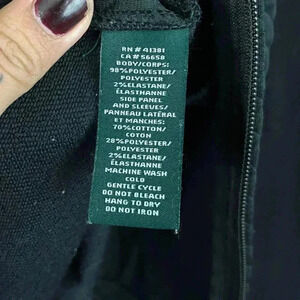 RN # 41381
CA # 56658
BODY/CORPS:
98% POLYESTER/
POLYESTER
2% ELASTANE/
ÉLASTHANNE
SIDE PANEL
AND SLEEVES/
PANNEAU LATÉRAL
ET MANCHES:
70% COTTON/
COTON
28% POLYESTER/
POLYESTER
2% ELASTANE/
ÉLASTHANNE
MACHINE WASH
COLD
GENTLE CYCLE
DO NOT BLEACH
HANG TO DRY
DO NOT IRON